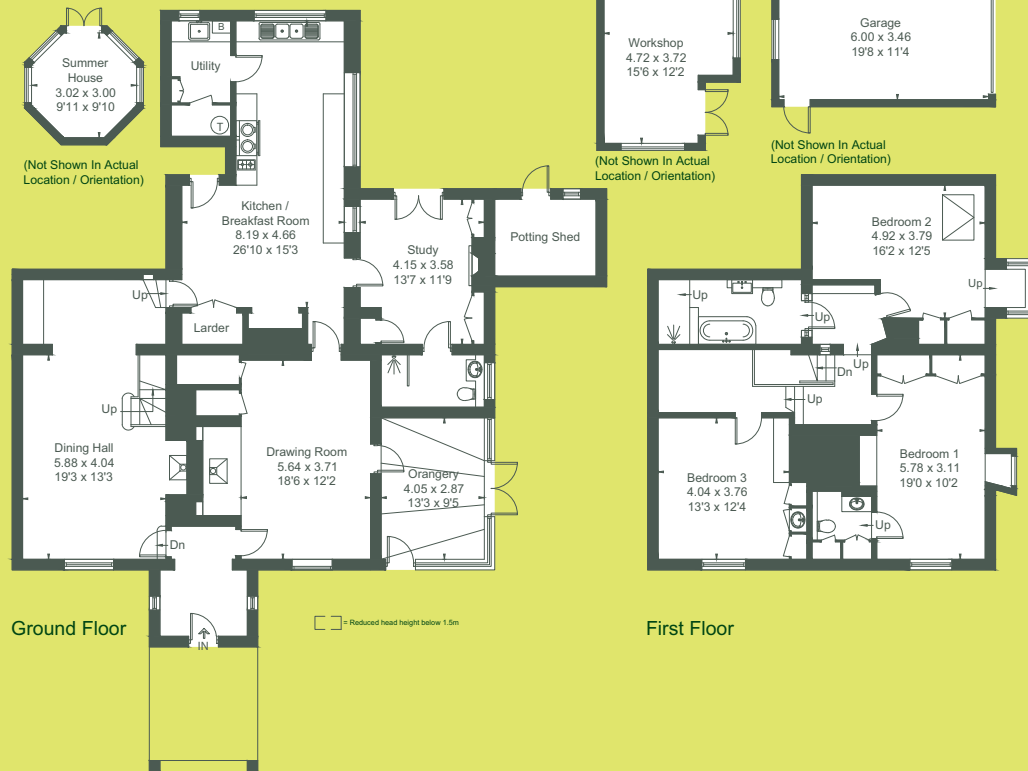 Summer
House
3.02 x 3.00
9'11 x 9'10
(Not Shown In Actual
Location / Orientation)
B
Utility
T
Kitchen /
Breakfast Room
8.19 x 4.66
26'10 x 15'3
Workshop
4.72 x 3.72
15'6 x 12'2
(Not Shown In Actual
Location / Orientation)
Garage
6.00 x 3.46
19'8 x 11'4
(Not Shown In Actual
Location / Orientation)
Study
4.15 x 3.58
13'7 x 11'9
Potting Shed
Up
Larder
Up
Dining Hall
5.88 x 4.04
19'3 x 13'3
Drawing Room
5.64 x 3.71
18'6 x 12'2
Orangery
4.05 x 2.87
13'3 x 9'5
Dn
IN
Ground Floor
= Reduced head height below 1.5m
Bedroom 2
4.92 x 3.79
16'2 x 12'5
Up
Up
Up
Up
Dn
Up
Bedroom 3
4.04 x 3.76
13'3 x 12'4
Bedroom 1
5.78 x 3.11
19'0 x 10'2
Up
First Floor